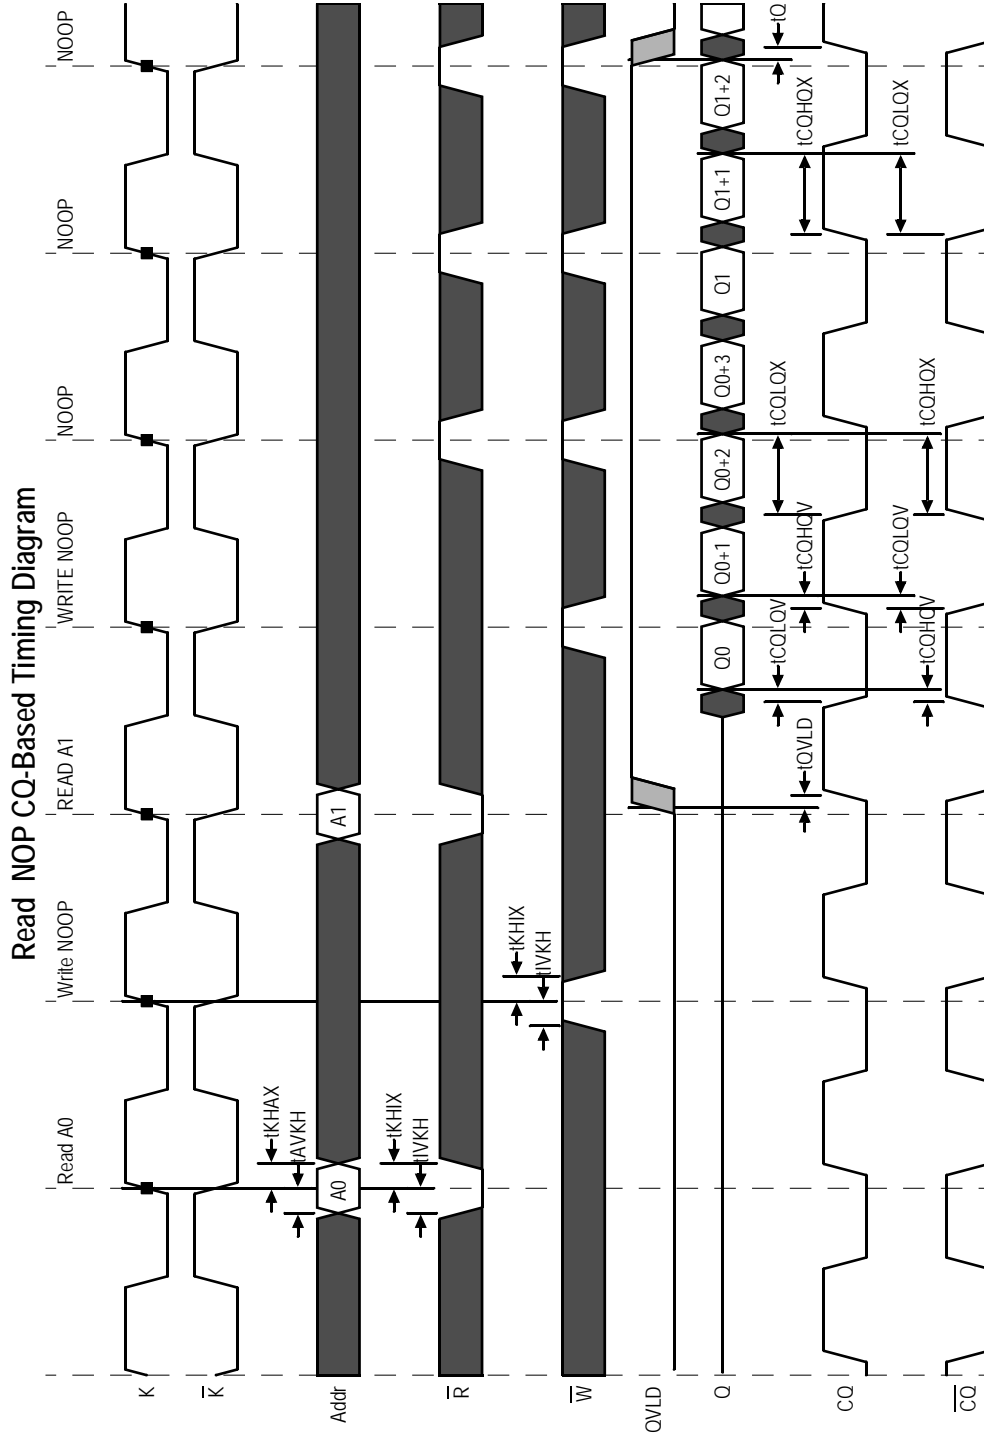 Read NOP CQ-Based Timing Diagram
Read A0
Write NOOP
READ A1
WRITE NOOP
NOOP
NOOP
NOOP
K
K
tKHAX
tAVKH
Addr
A0
A1
tKHIX
tIVKH
R
tKHIX
tIVKH
W
QVLD
Q
Q0
Q0+1
Q0+2
Q0+3
Q1
Q1+1
Q1+2
tCQLQV
tCQLQX
tQ
tQVLD
tCQHQV
tCQHQX
CQ
tCQLQV
tCQLQX
tCQHQV
tCQHQX
CQ